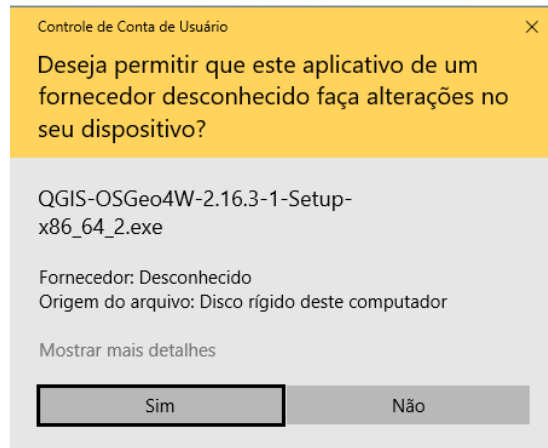 Controle de Conta de Usuário
Deseja permitir que este aplicativo de um
fornecedor desconhecido faça alterações no
seu dispositivo?
QGIS-OSGeo4W-2.16.3-1-Setup-
x86_64_2.exe
Fornecedor: Desconhecido
Origem do arquivo: Disco rígido deste computador
Mostrar mais detalhes
Sim
Não